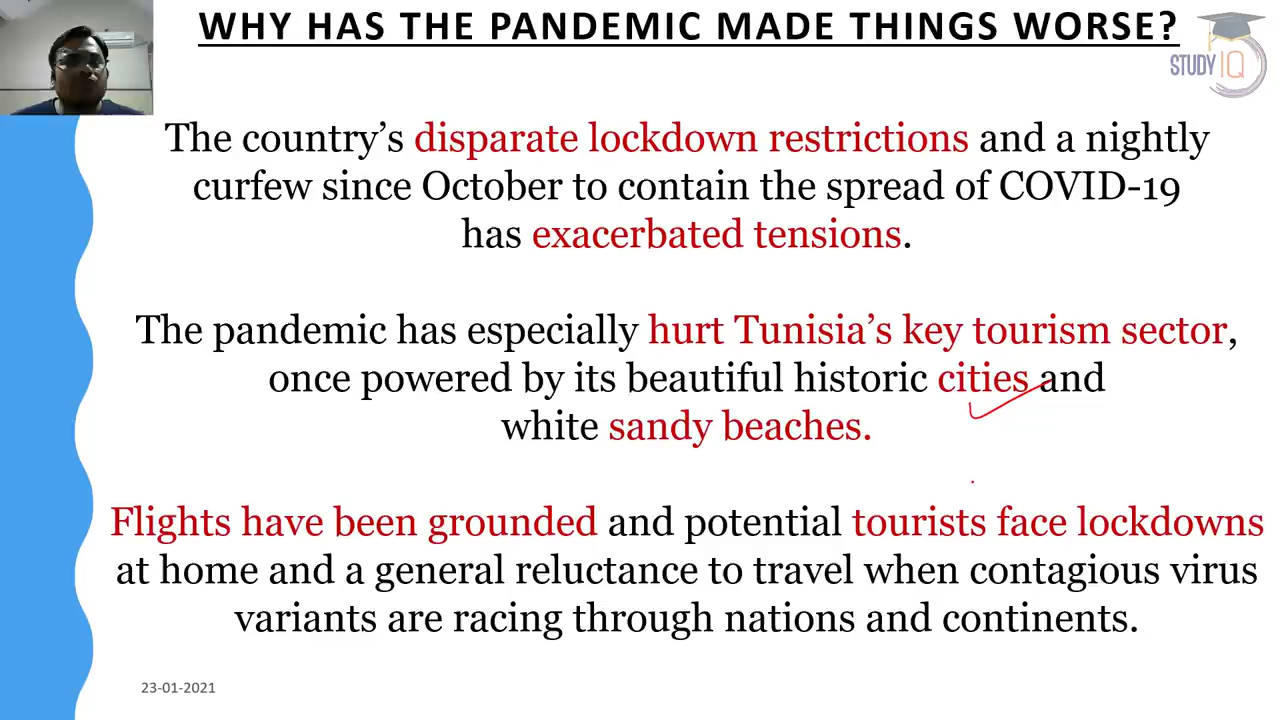 WHY HAS THE PANDEMIC MADE THINGS WORSE?
STUDY IQ
The country’s disparate lockdown restrictions and a nightly
curfew since October to contain the spread of COVID-19
has exacerbated tensions.
The pandemic has especially hurt Tunisia’s key tourism sector,
once powered by its beautiful historic cities and
white sandy beaches.
Flights have been grounded and potential tourists face lockdowns
at home and a general reluctance to travel when contagious virus
variants are racing through nations and continents.
23-01-2021